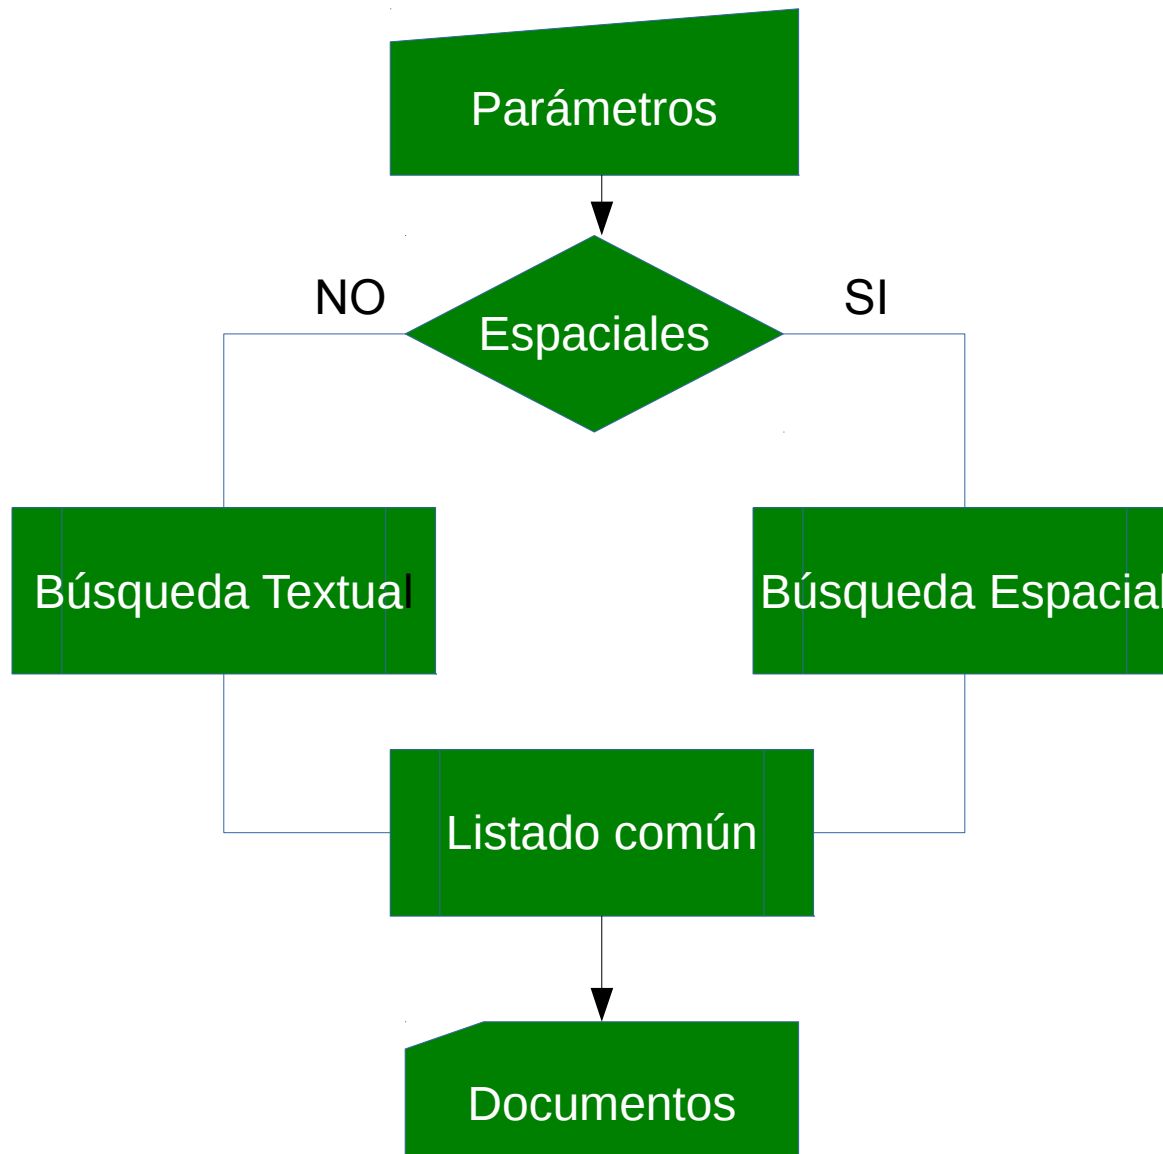 Parámetros
NO
SI
Espaciales
Búsqueda Textual
Búsqueda Espacial
Listado común
Documentos